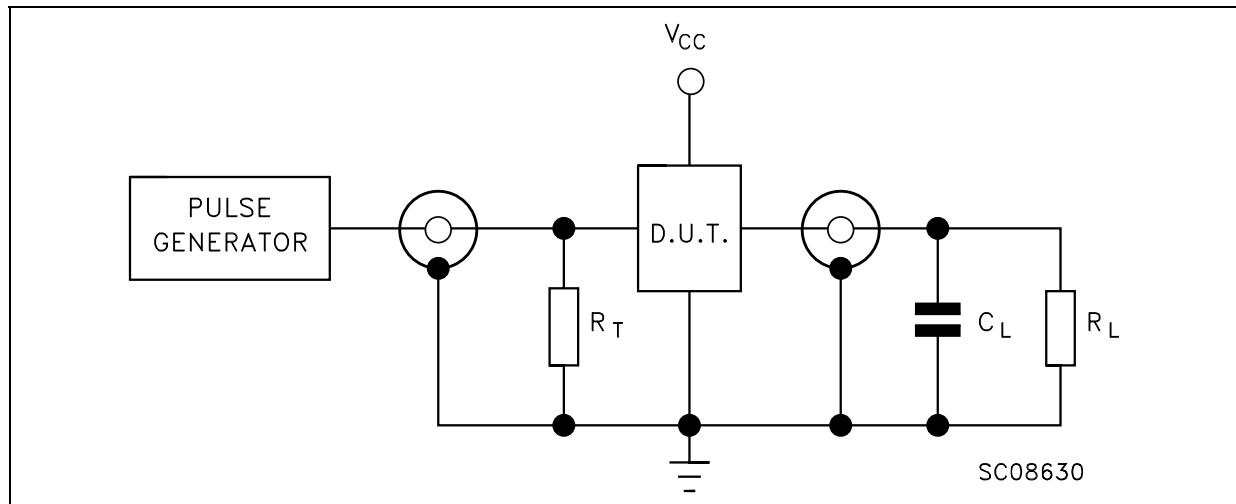 VCC
PULSE
GENERATOR
D.U.T.
RT
CL
RL
SC08630